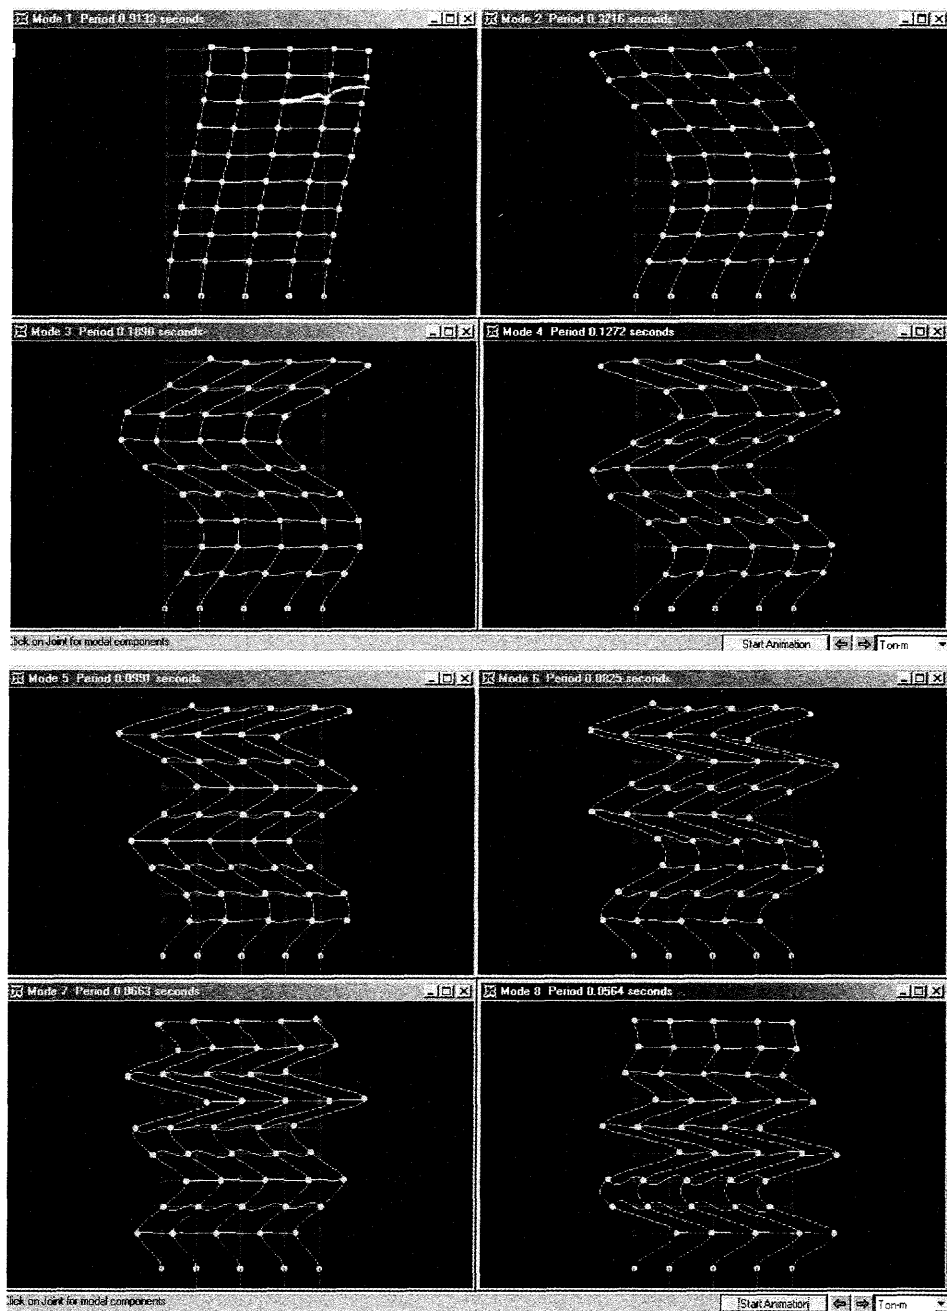 Mode 1 Period 0.9133 seconds
Mode 2 Period 0.3216 seconds
Mode 3 Period 0.1890 seconds
Mode 4 Period 0.1272 seconds
Click on Joint for modal components
Start Animation
Ton-m
Mode 5 Period 0.0991 seconds
Mode 6 Period 0.0825 seconds
Mode 7 Period 0.0663 seconds
Mode 8 Period 0.0564 seconds
Click on Joint for modal components
Start Animation
Ton-m